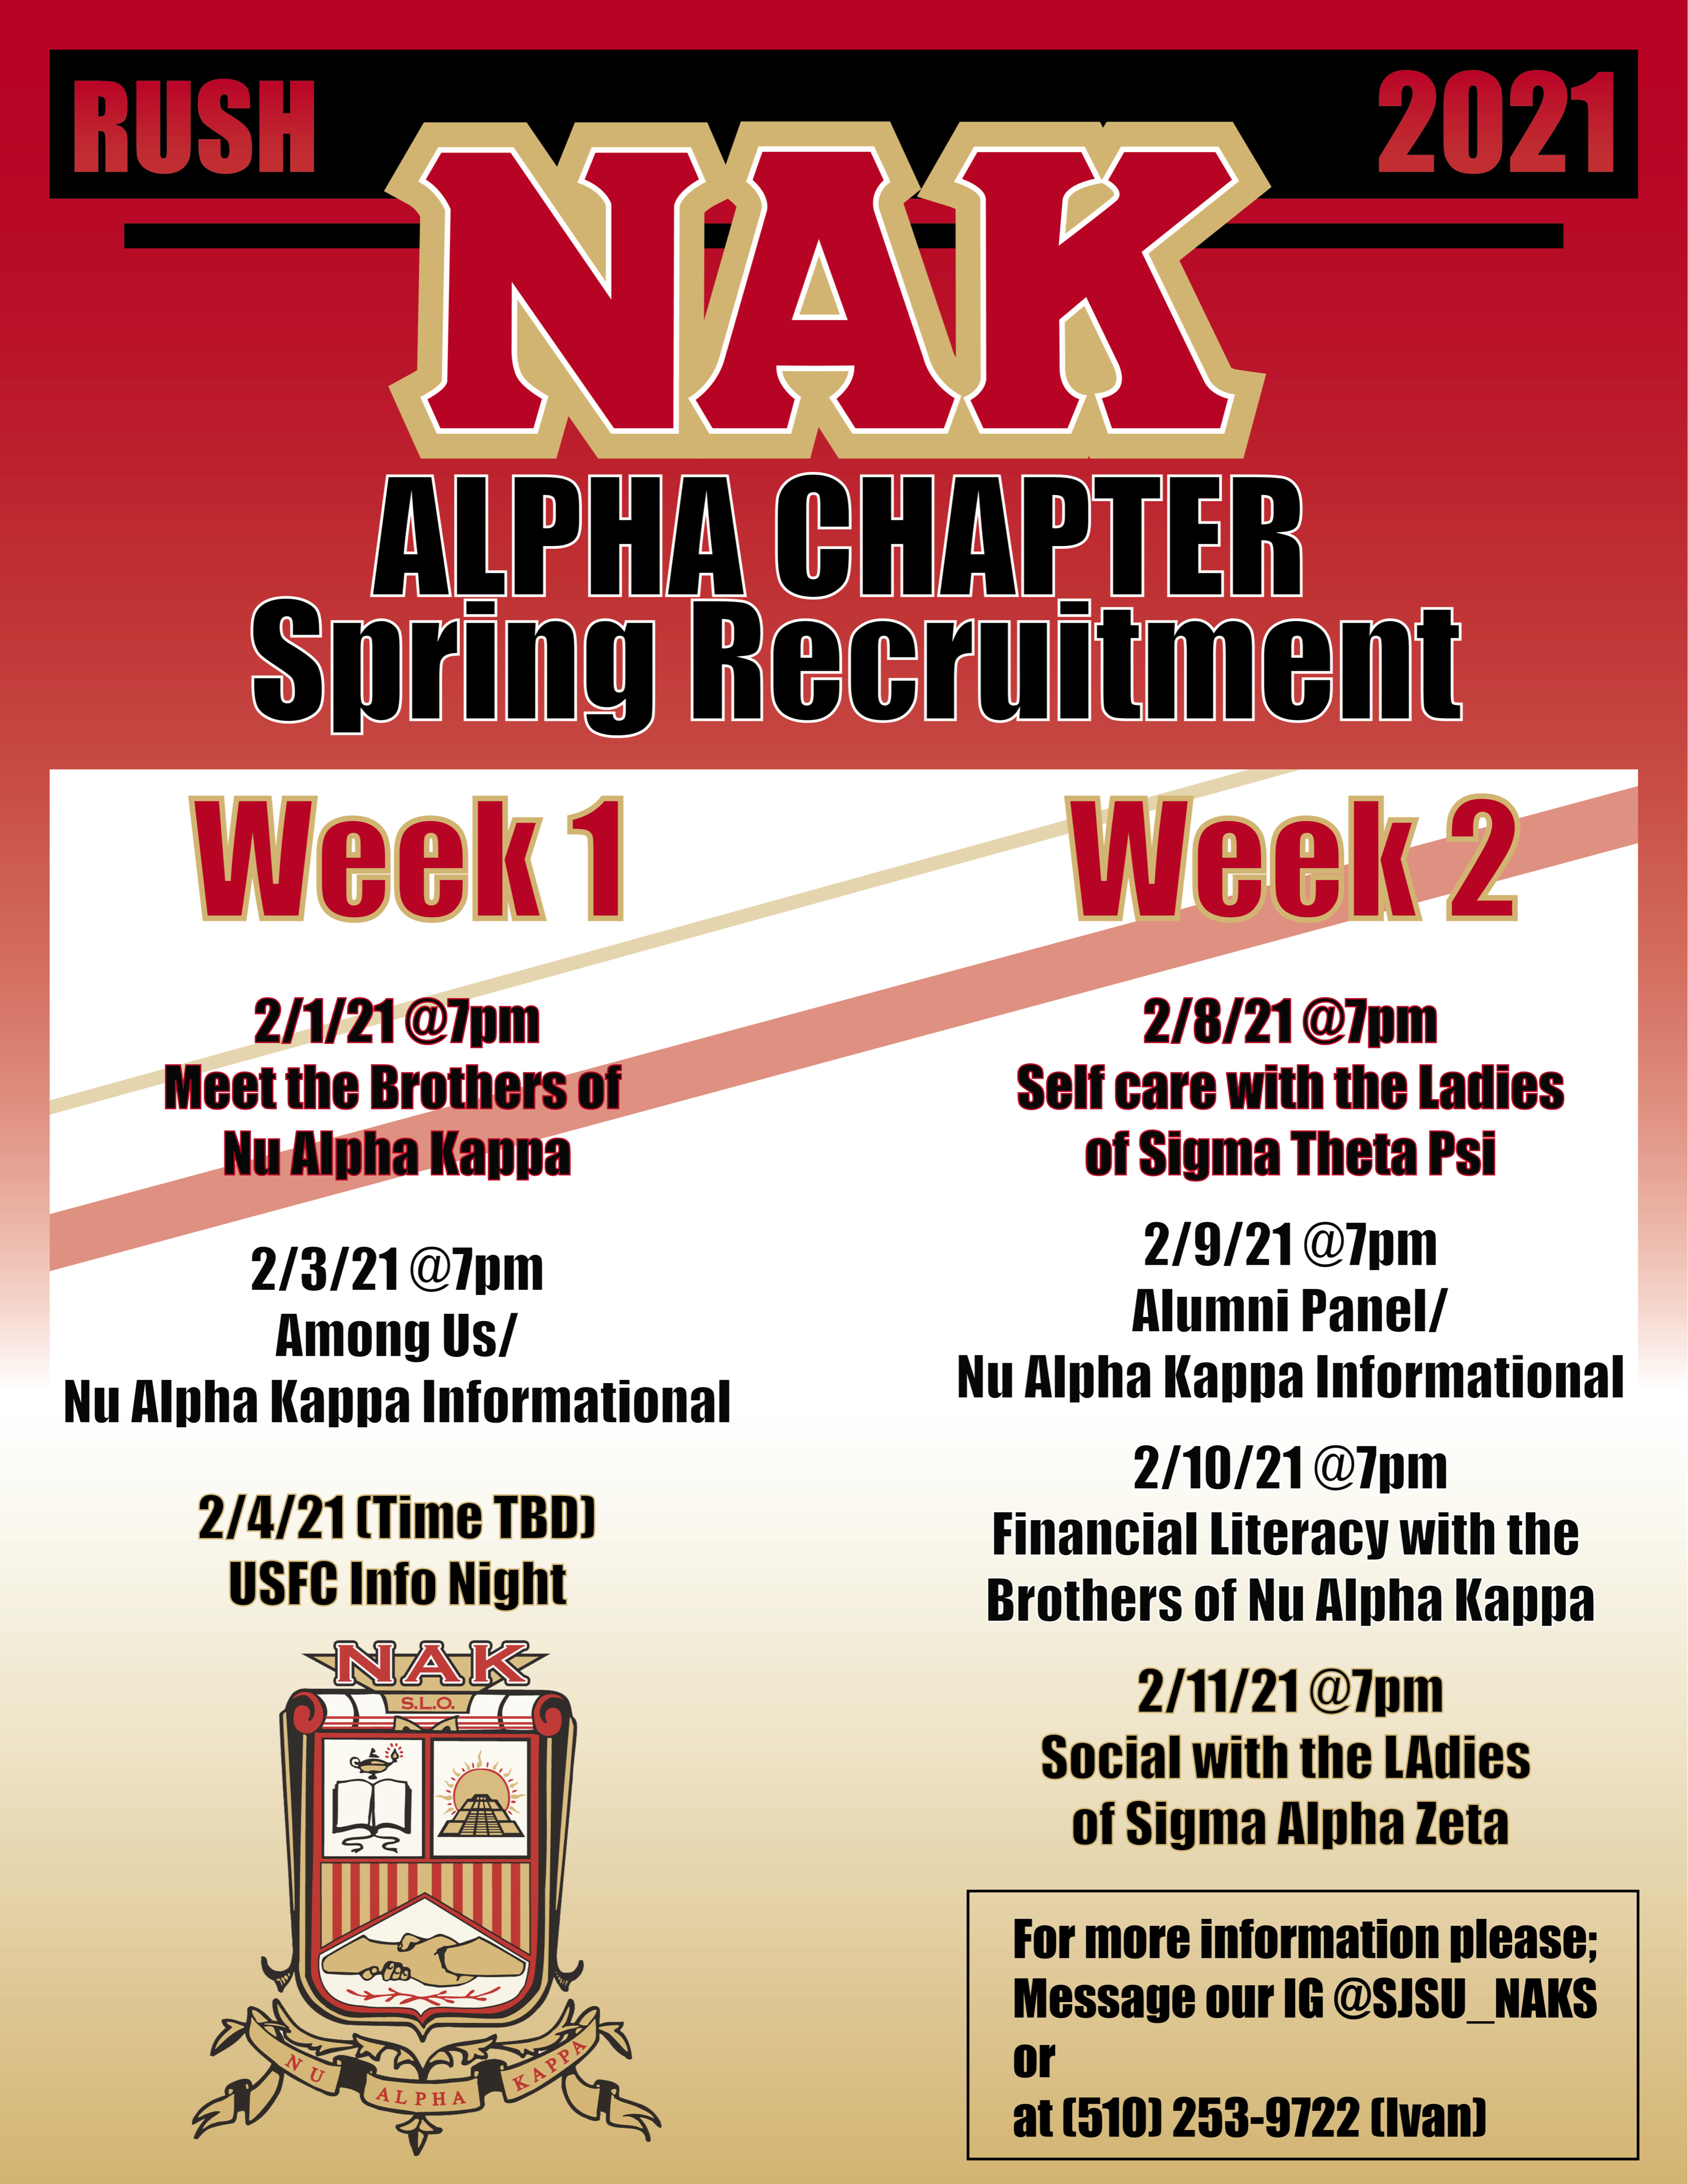 RUSH
2021
NAK
ALPHA CHAPTER
Spring Recruitment
Week 1
2/1/21 @7pm
Meet the Brothers of
Nu Alpha Kappa
2/3/21 @7pm
Among Us/
Nu Alpha Kappa Informational
2/4/21 (Time TBD)
USFC Info Night
NAK
S.L.O.
NU
ALPHA
KAPPA
Week 2
2/8/21 @7pm
Self care with the Ladies
of Sigma Theta Psi
2/9/21 @7pm
Alumni Panel/
Nu Alpha Kappa Informational
2/10/21 @7pm
Financial Literacy with the
Brothers of Nu Alpha Kappa
2/11/21 @7pm
Social with the LAdies
of Sigma Alpha Zeta
For more information please;
Message our IG @SJSU_NAKS
or
at (510) 253-9722 (Ivan)